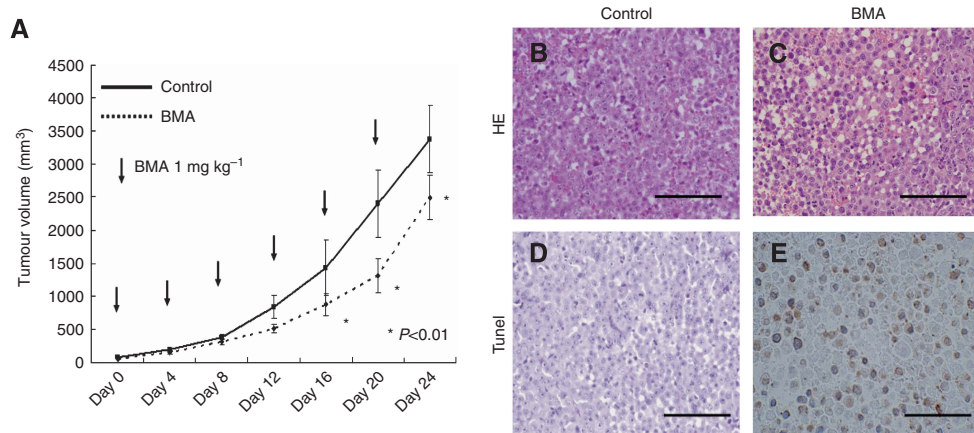 A
4500
4000
3500
3000
2500
2000
1500
1000
500
0
Tumour volume (mm³)
Control
BMA
BMA 1 mg kg⁻¹
*
*
*
* P<0.01
Day 0
Day 4
Day 8
Day 12
Day 16
Day 20
Day 24
Control
BMA
HE
B
C
Tunel
D
E